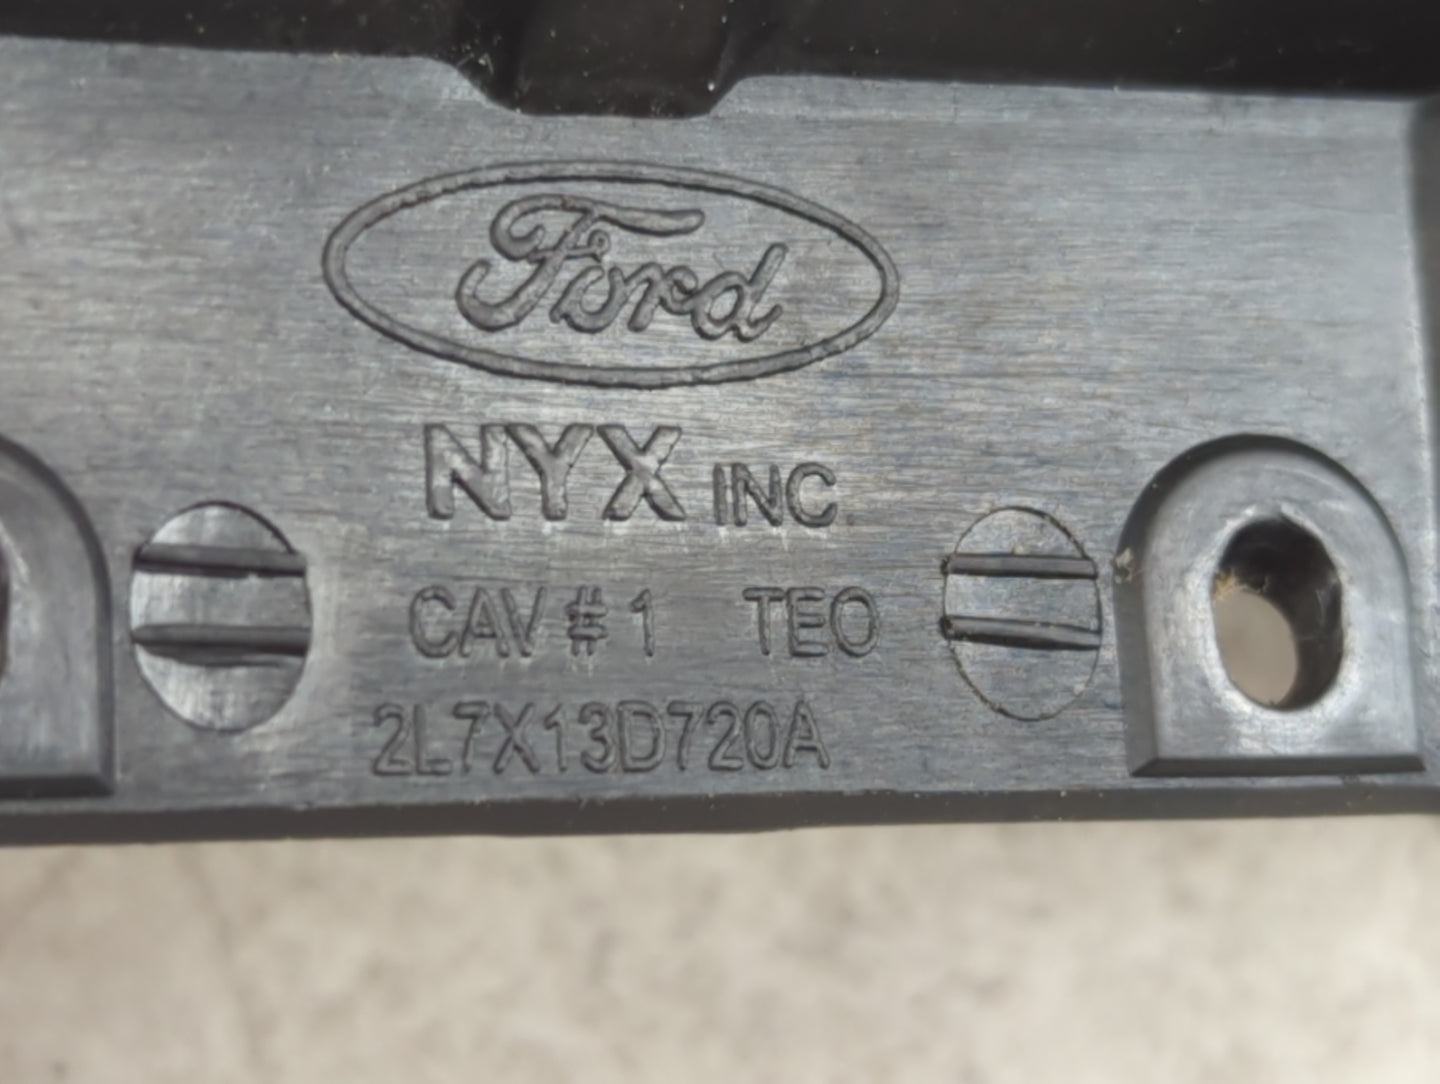 Ford
NYX INC
CAV # 1 TEO
2L7X13D720A